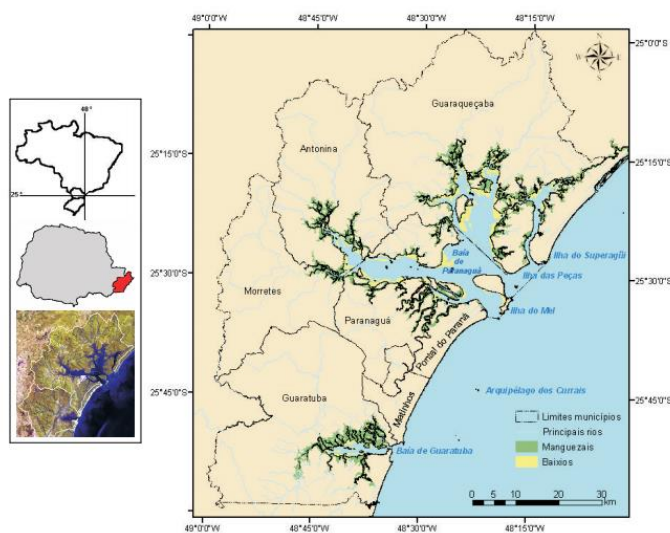 48°
25°
49°0'0"
48°45'0"S
48°30'0"S
48°15'0"S
25°0'0"S
25°15'0"S
25°30'0"S
25°45'0"S
25°15'0"S
25°30'0"S
25°45'0"S
N
S
Guaraqueçaba
Antonina
Morretes
Paranaguá
Guaratuba
Matinhos
Pontal do Paraná
Baía
de
Paranaguá
Ilha do Superagüi
Ilha das Peças
Ilha do Mel
Arquipélago dos Currais
Baía de Guaratuba
Limites municípios
Principais rios
Manguezais
Baixios
0 5 10 20 30
km
49°0'0"S
48°45'0"S
48°30'0"S
48°15'0"S